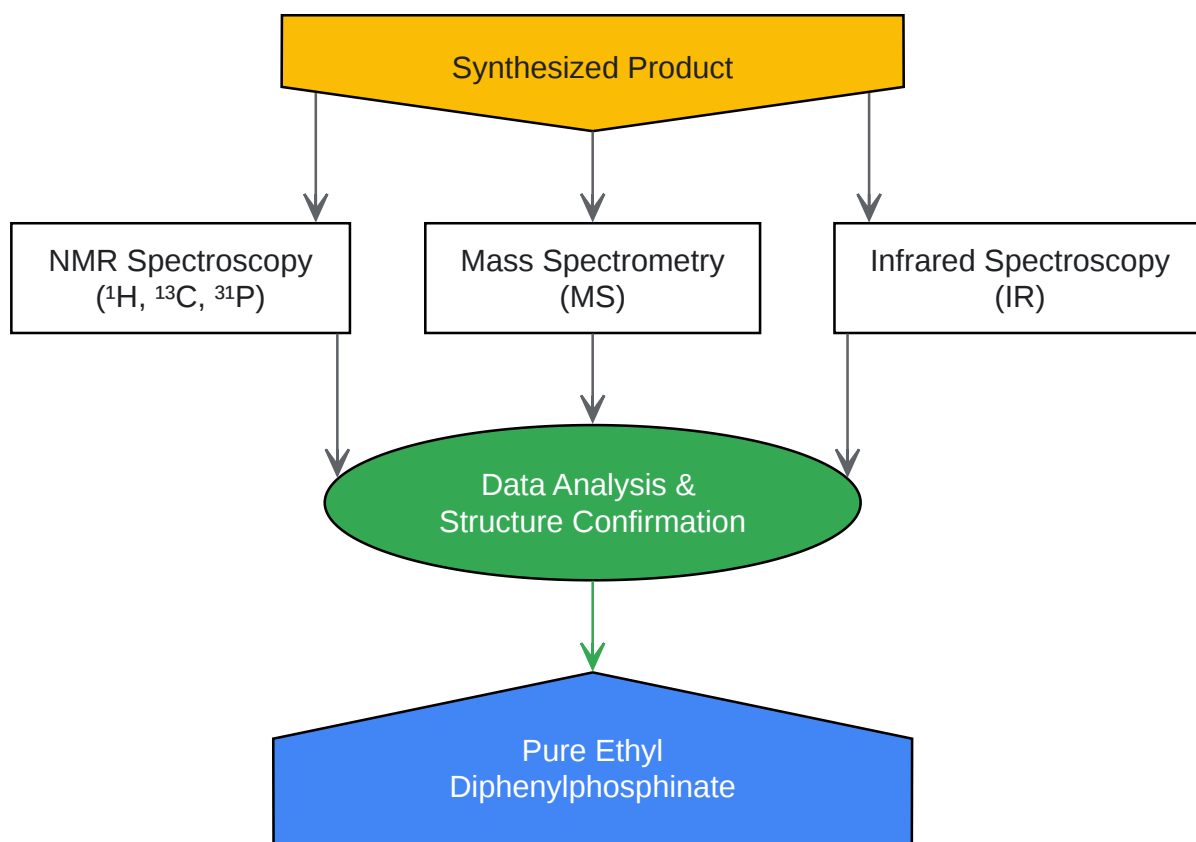 Synthesized Product
NMR Spectroscopy
(¹H, ¹³C, ³¹P)
Mass Spectrometry
(MS)
Infrared Spectroscopy
(IR)
Data Analysis &
Structure Confirmation
Pure Ethyl
Diphenylphosphinate